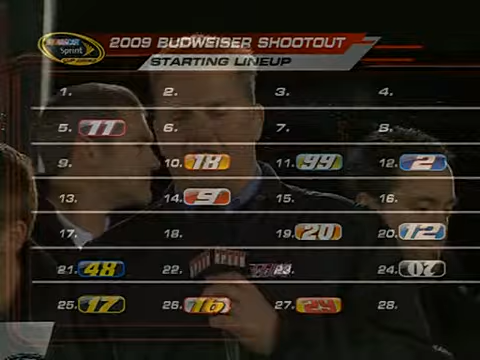 NASCAR
Sprint
CUP SERIES
2009 BUDWEISER SHOOTOUT
STARTING LINEUP
1. 2. 3. 4.
5. 11 6. 7. 8.
9. 10. 18 11. 99 12. 2
13. 14. 9 15. 16.
17. 18. 19. 20 20. 12
21. 48 22. 23. 24. 07
25. 17 26. 16 27. 29 28.
SPEED